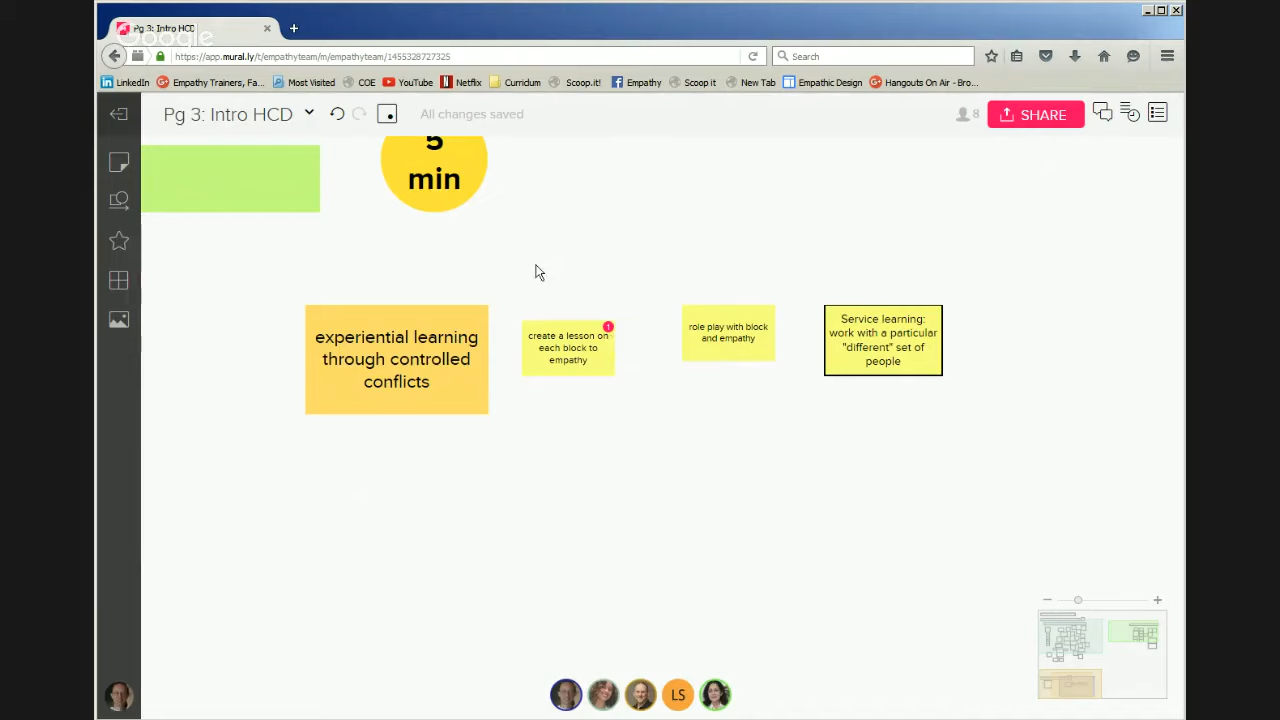 Pg 3: Intro HCD
Google
https://app.mural.ly/t/empathyteam/m/empathyteam/1455328727325
Search
LinkedIn
Empathy Trainers, Fa...
Most Visited
COE
YouTube
Netflix
Curridum
Scoop.it!
Empathy
Scoop it
New Tab
Empathic Design
Hangouts On Air - Bro...
Pg 3: Intro HCD
All changes saved
8
SHARE
5
min
experiential learning
through controlled
conflicts
1
create a lesson on
each block to
empathy
role play with block
and empathy
Service learning:
work with a particular
"different" set of
people
LS